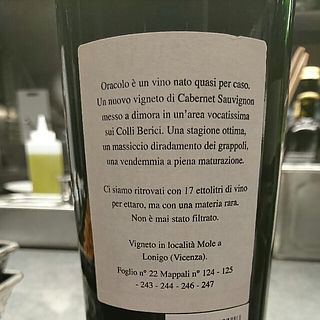 Oracolo è un vino nato quasi per caso.
Un nuovo vigneto di Cabernet Sauvignon
messo a dimora in un'area vocatissima
sui Colli Berici. Una stagione ottima,
un massiccio diradamento dei grappoli,
una vendemmia a piena maturazione.
Ci siamo ritrovati con 17 ettolitri di vino
per ettaro, ma con una materia rara.
Non è mai stato filtrato.
Vigneto in località Mole a
Lonigo (Vicenza).
Foglio n° 22 Mappali n° 124 - 125
- 243 - 244 - 246 - 247